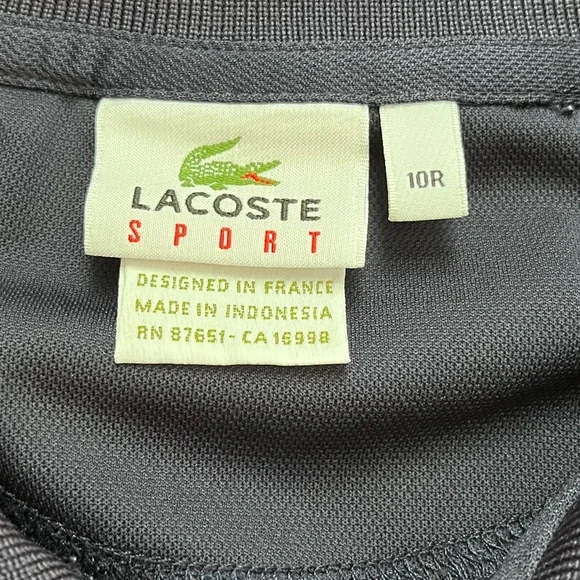 LACOSTE
SPORT
10R
DESIGNED IN FRANCE
MADE IN INDONESIA
RN 87651 - CA 16998